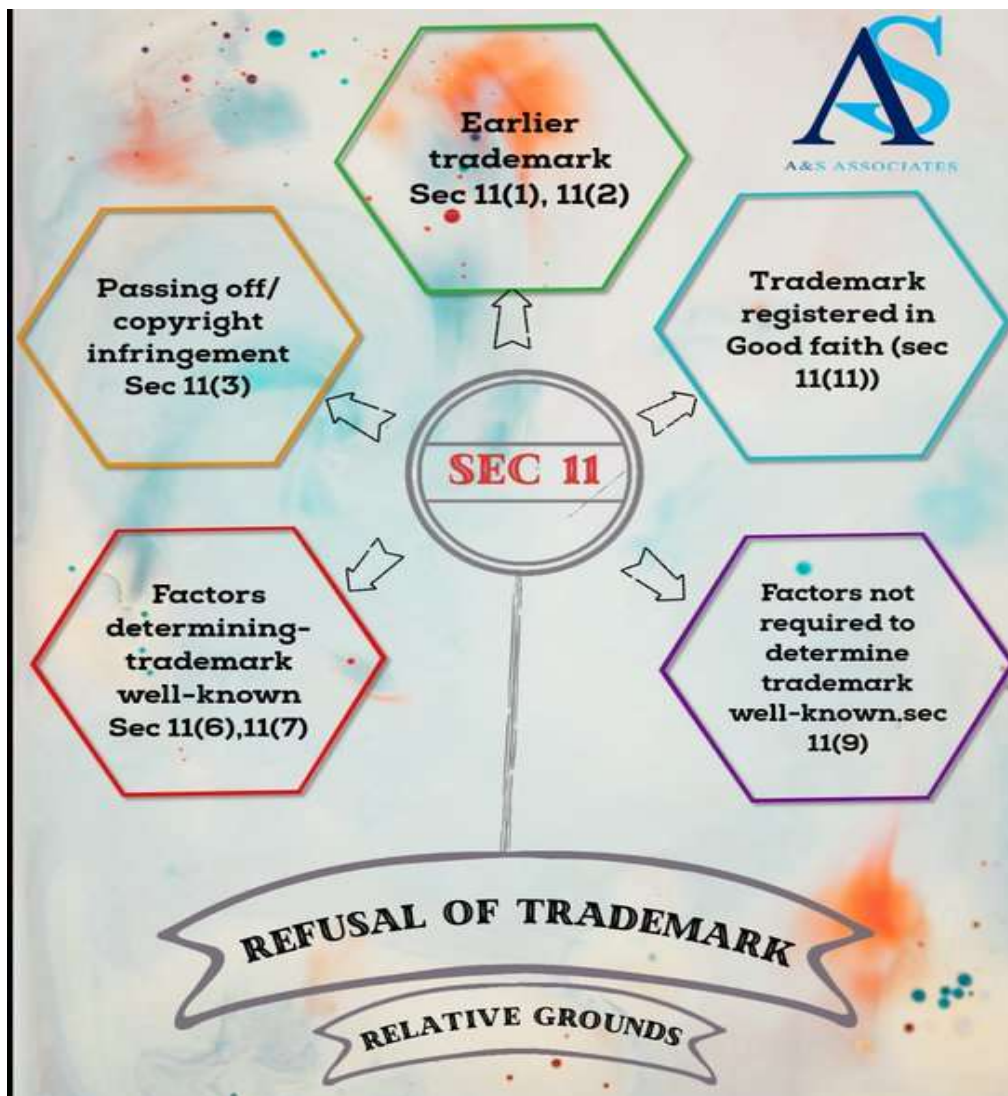 AS
A&S ASSOCIATES
Earlier
trademark
Sec 11(1), 11(2)
Passing off/
copyright
infringement
Sec 11(3)
Trademark
registered in
Good faith (sec
11(11))
SEC 11
Factors
determining-
trademark
well-known
Sec 11(6),11(7)
Factors not
required to
determine
trademark
well-known.sec
11(9)
REFUSAL OF TRADEMARK
RELATIVE GROUNDS